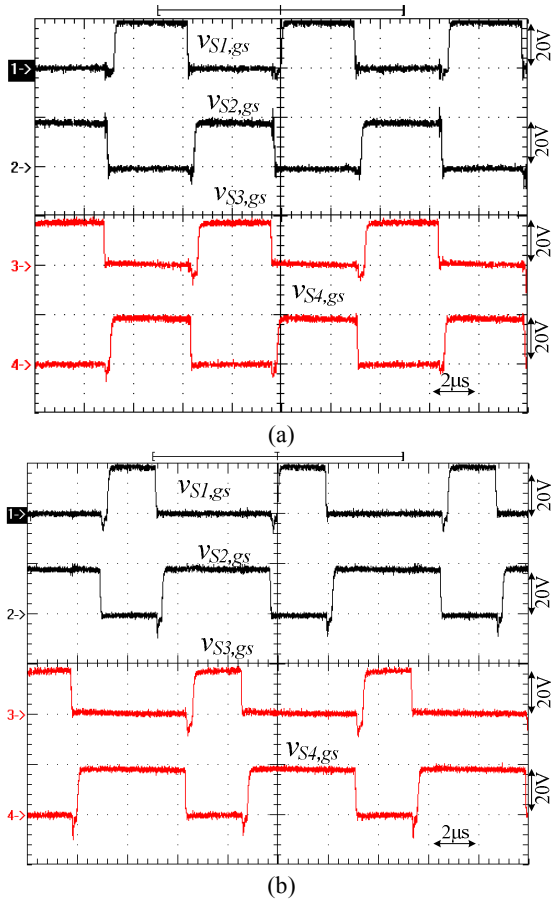 vS1,gs
20V
1->
vS2,gs
20V
2->
vS3,gs
20V
3->
vS4,gs
20V
4->
2µs
(a)
vS1,gs
20V
1->
vS2,gs
20V
2->
vS3,gs
20V
3->
vS4,gs
20V
4->
2µs
(b)